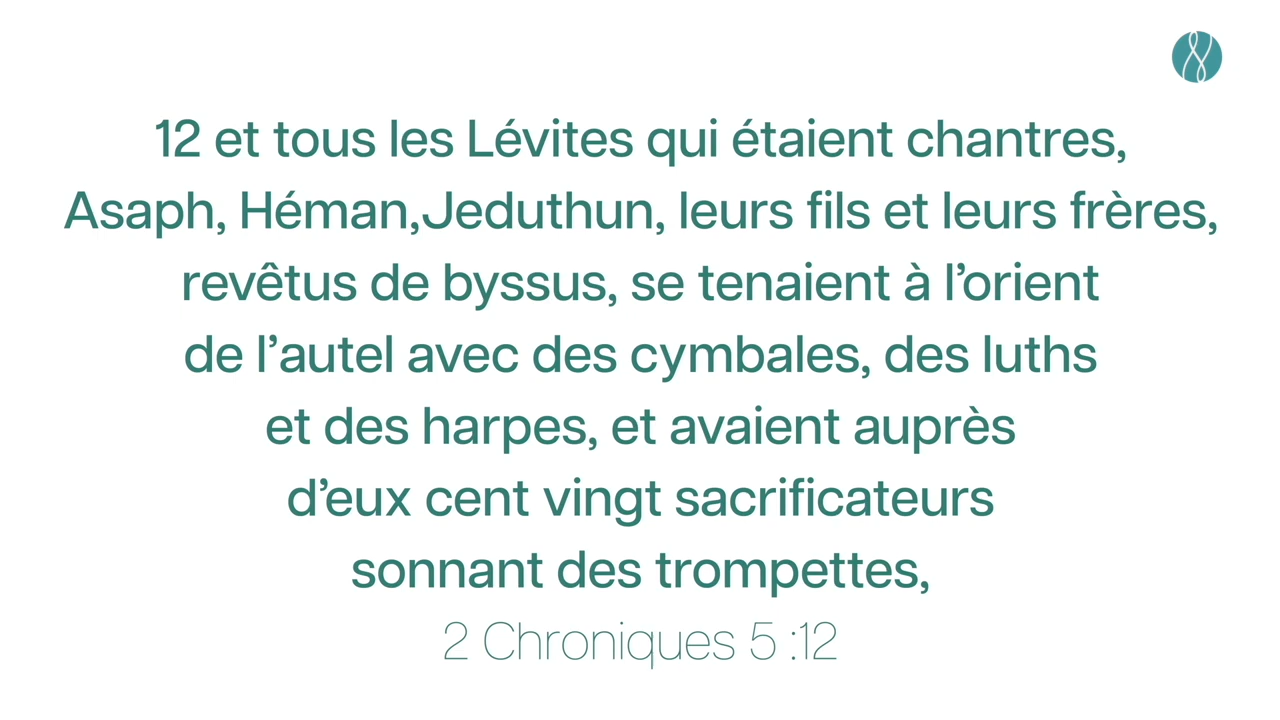 12 et tous les Lévites qui étaient chantres,
Asaph, Héman,Jeduthun, leurs fils et leurs frères,
revêtus de byssus, se tenaient à l’orient
de l’autel avec des cymbales, des luths
et des harpes, et avaient auprès
d’eux cent vingt sacrificateurs
sonnant des trompettes,
2 Chroniques 5 :12